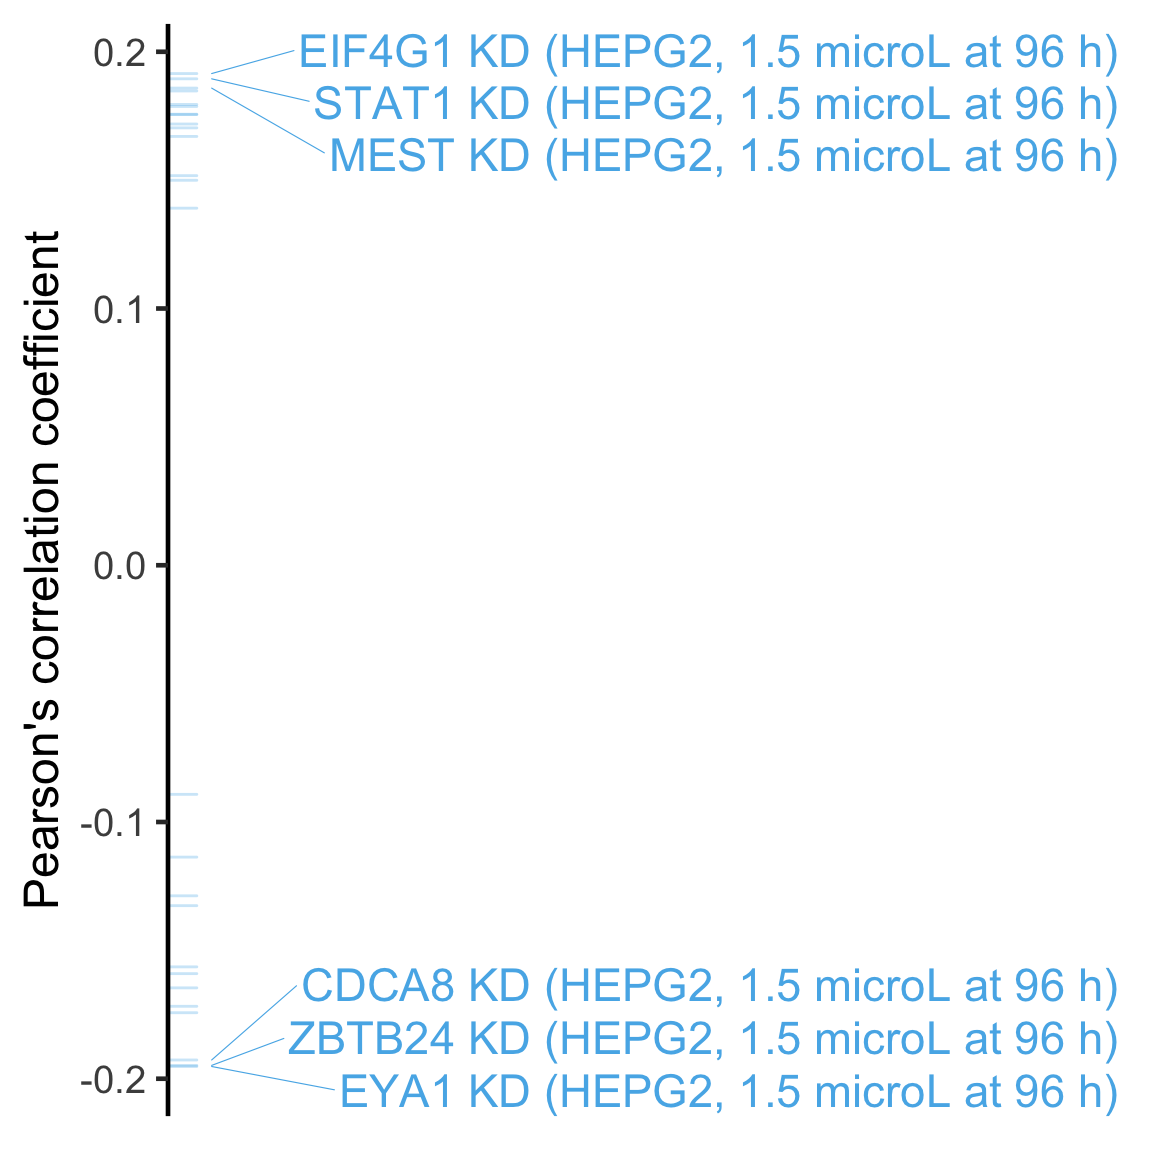 Pearson's correlation coefficient
0.2
0.1
0.0
-0.1
-0.2
EIF4G1 KD (HEPG2, 1.5 microL at 96 h)
STAT1 KD (HEPG2, 1.5 microL at 96 h)
MEST KD (HEPG2, 1.5 microL at 96 h)
CDCA8 KD (HEPG2, 1.5 microL at 96 h)
ZBTB24 KD (HEPG2, 1.5 microL at 96 h)
EYA1 KD (HEPG2, 1.5 microL at 96 h)